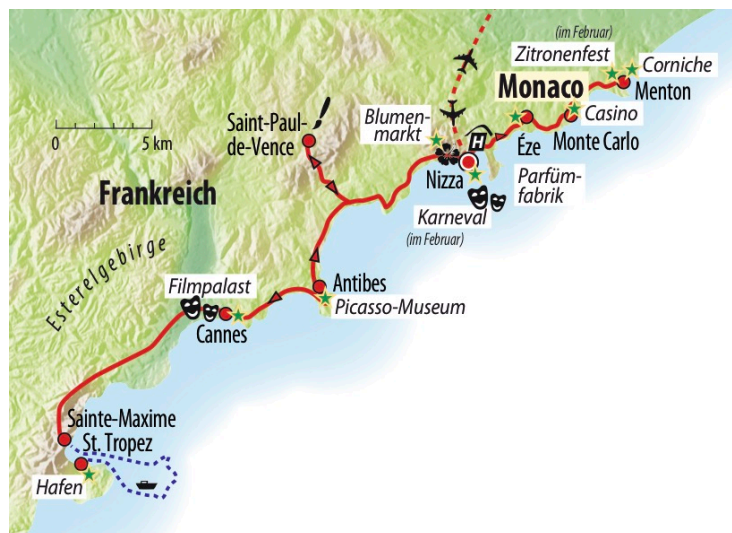 (im Februar)
Zitronenfest
Corniche
Monaco
Menton
Blumen-
markt
Casino
Saint-Paul-
de-Vence
H
Éze
Monte Carlo
0
5 km
Nizza
Parfüm-
fabrik
Frankreich
Karneval
(im Februar)
Esterelgebirge
Filmpalast
Antibes
Picasso-Museum
Cannes
Sainte-Maxime
St. Tropez
Hafen